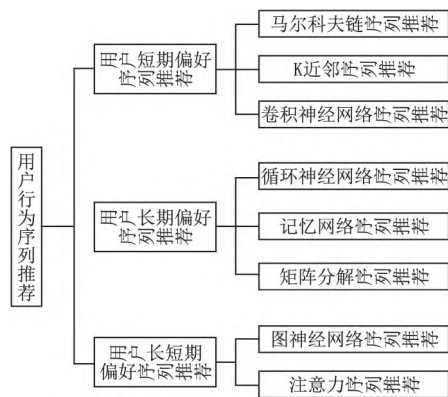 用户行为序列推荐
用户短期偏好
序列推荐
马尔科夫链序列推荐
K近邻序列推荐
卷积神经网络序列推荐
用户长期偏好
序列推荐
循环神经网络序列推荐
记忆网络序列推荐
矩阵分解序列推荐
用户长短期
偏好序列推荐
图神经网络序列推荐
注意力序列推荐